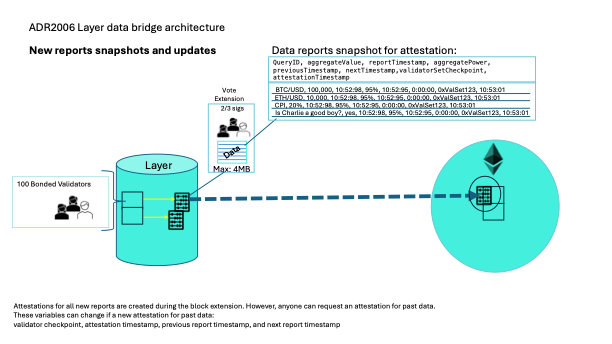 ADR2006 Layer data bridge architecture
New reports snapshots and updates
Data reports snapshot for attestation:
QueryID, aggregateValue, reportTimestamp, aggregatePower,
previousTimestamp, nextTimestamp,validatorSetCheckpoint,
attestationTimestamp
BTC/USD, 100,000, 10:52:98, 95%, 10:52:95, 0:00:00, 0xValSet123, 10:53:01
ETH/USD, 10,000, 10:52:98, 95%, 10:52:95, 0:00:00, 0xValSet123, 10:53:01
CPI, 20%, 10:52:98, 95%, 10:52:95, 0:00:00, 0xValSet123, 10:53:01
Is Charlie a good boy?, yes, 10:52:98, 95%, 10:52:95, 0:00:00, 0xValSet123, 10:53:01
Vote
Extension
2/3 sigs
Data
Max: 4MB
Layer
100 Bonded Validators
Attestations for all new reports are created during the block extension. However, anyone can request an attestation for past data.
These variables can change if a new attestation for past data:
validator checkpoint, attestation timestamp, previous report timestamp, and next report timestamp